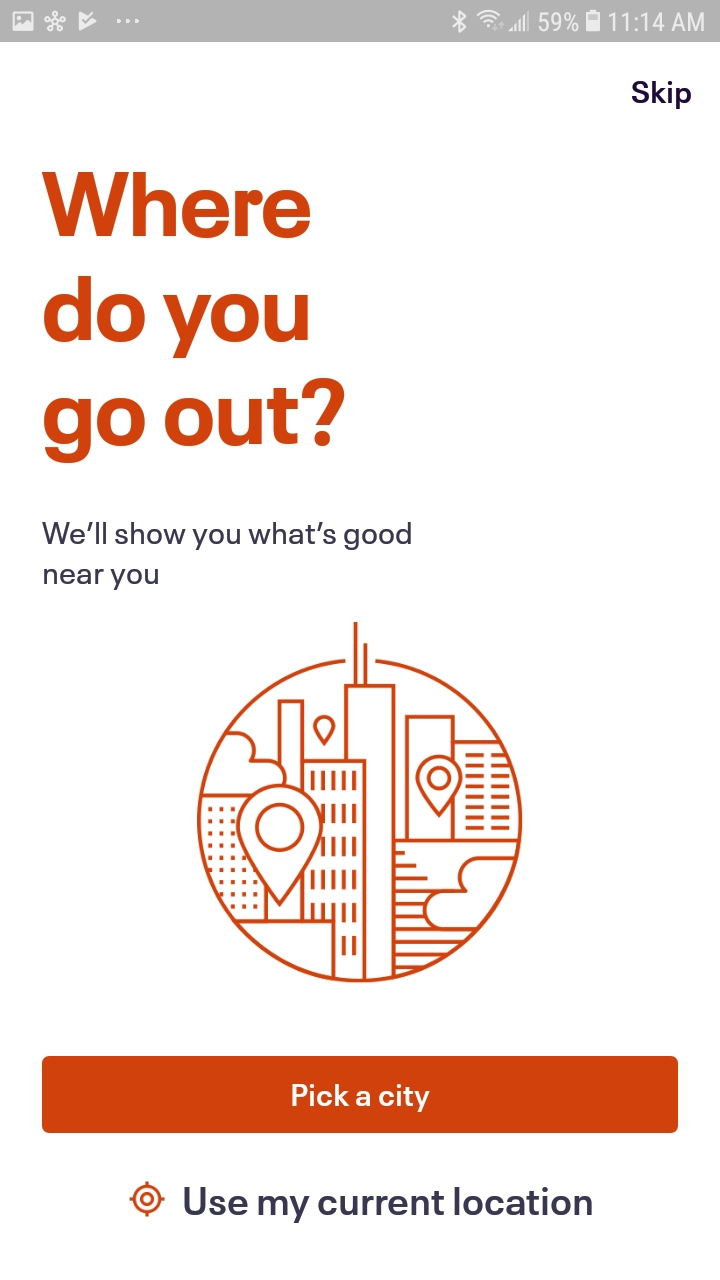 59% 11:14 AM
Skip
Where
do you
go out?
We’ll show you what’s good
near you
Pick a city
Use my current location